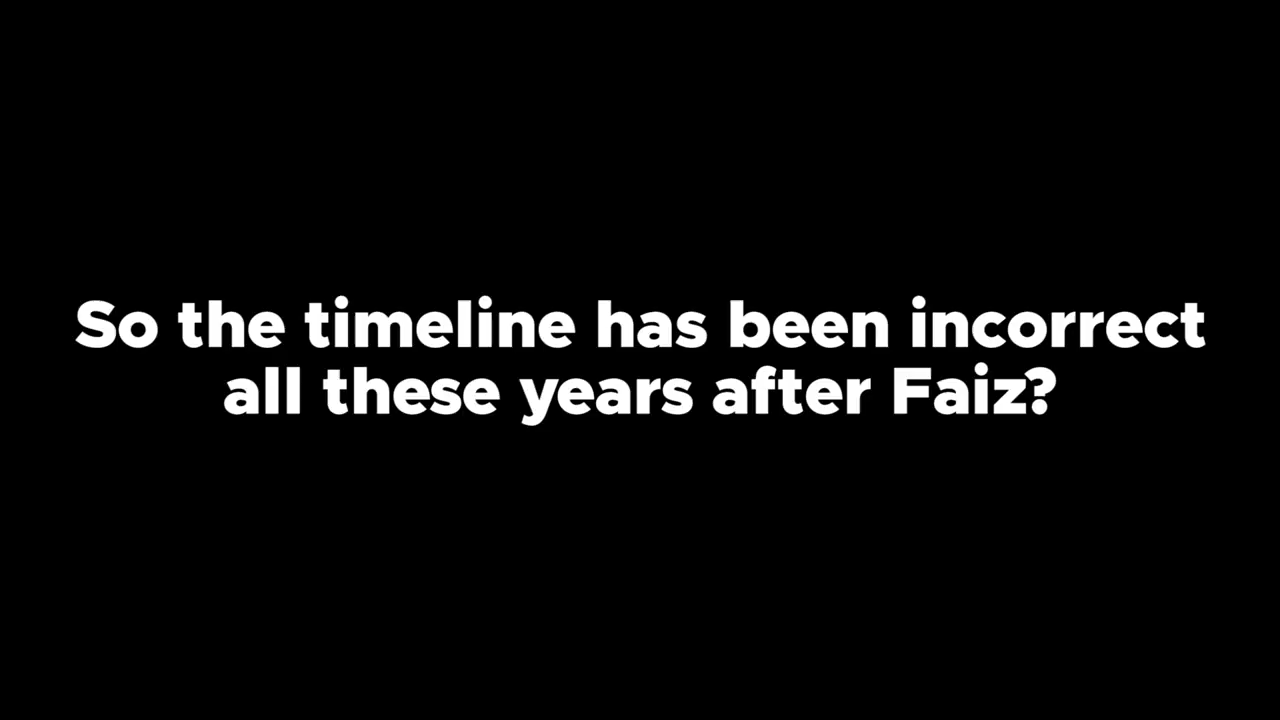 So the timeline has been incorrect
all these years after Faiz?